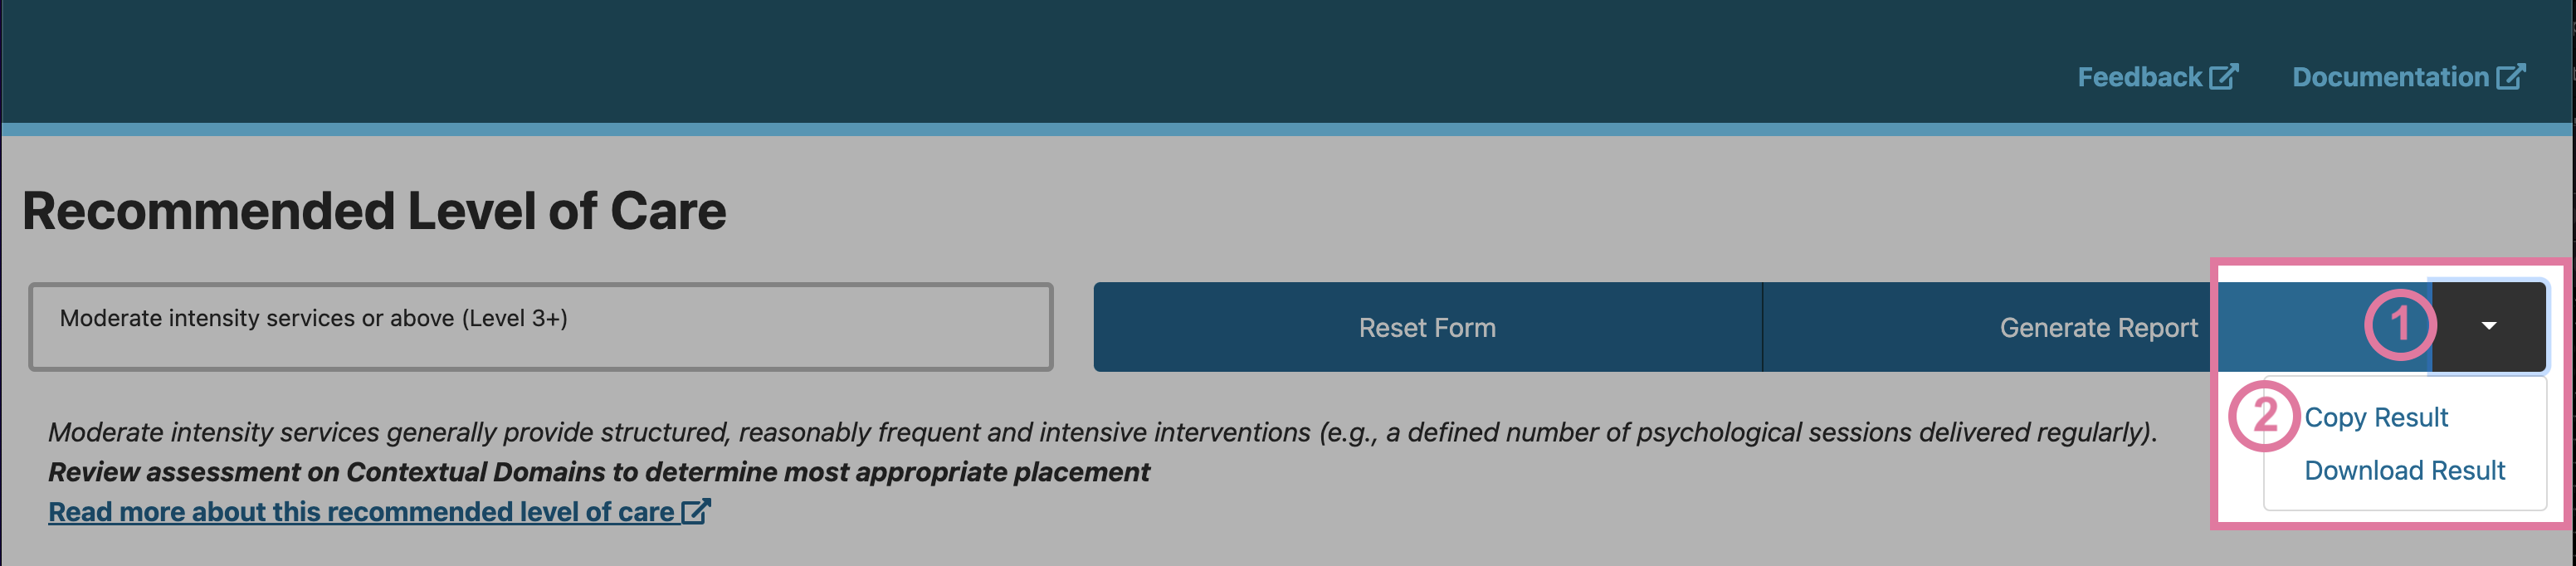 Feedback Documentation
Recommended Level of Care
Moderate intensity services or above (Level 3+)
Reset Form
Generate Report
1
2
Copy Result
Download Result
Moderate intensity services generally provide structured, reasonably frequent and intensive interventions (e.g., a defined number of psychological sessions delivered regularly).
Review assessment on Contextual Domains to determine most appropriate placement
Read more about this recommended level of care